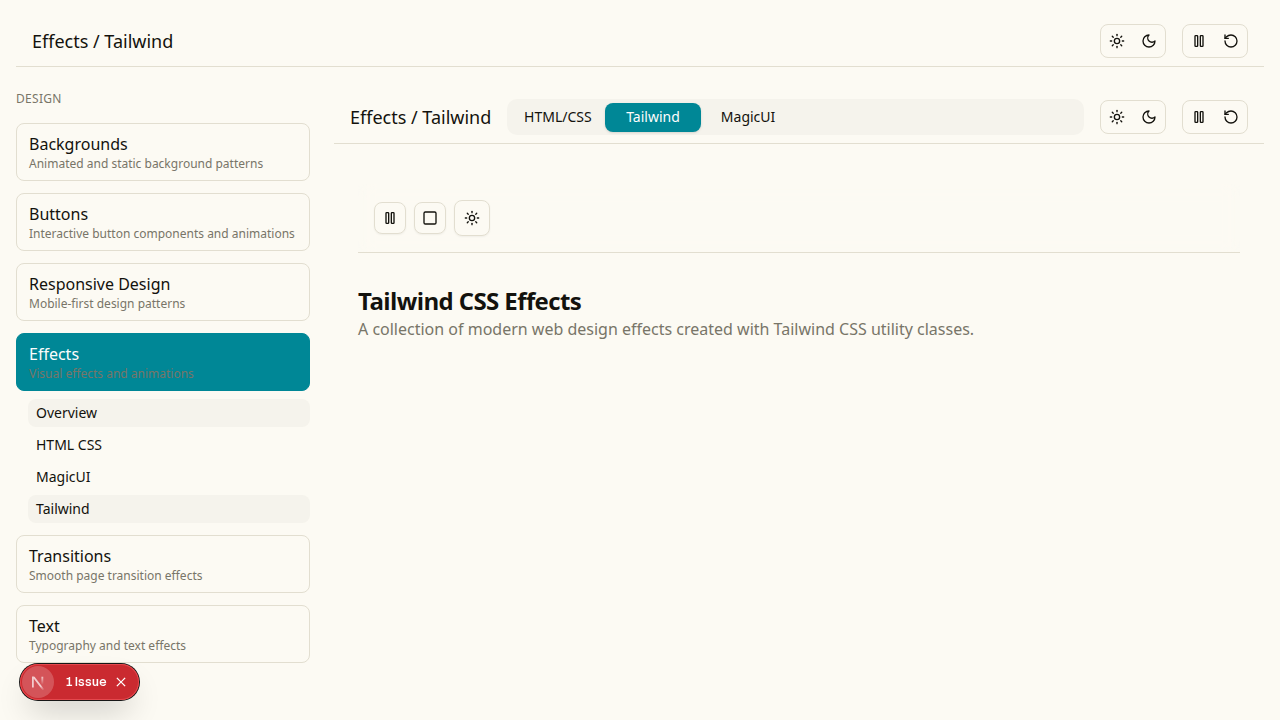 Effects / Tailwind
DESIGN
Backgrounds
Animated and static background patterns
Buttons
Interactive button components and animations
Responsive Design
Mobile-first design patterns
Effects
Visual effects and animations
Overview
HTML CSS
MagicUI
Tailwind
Transitions
Smooth page transition effects
Text
Typography and text effects
1 Issue
Effects / Tailwind
HTML/CSS Tailwind MagicUI
Tailwind CSS Effects
A collection of modern web design effects created with Tailwind CSS utility classes.